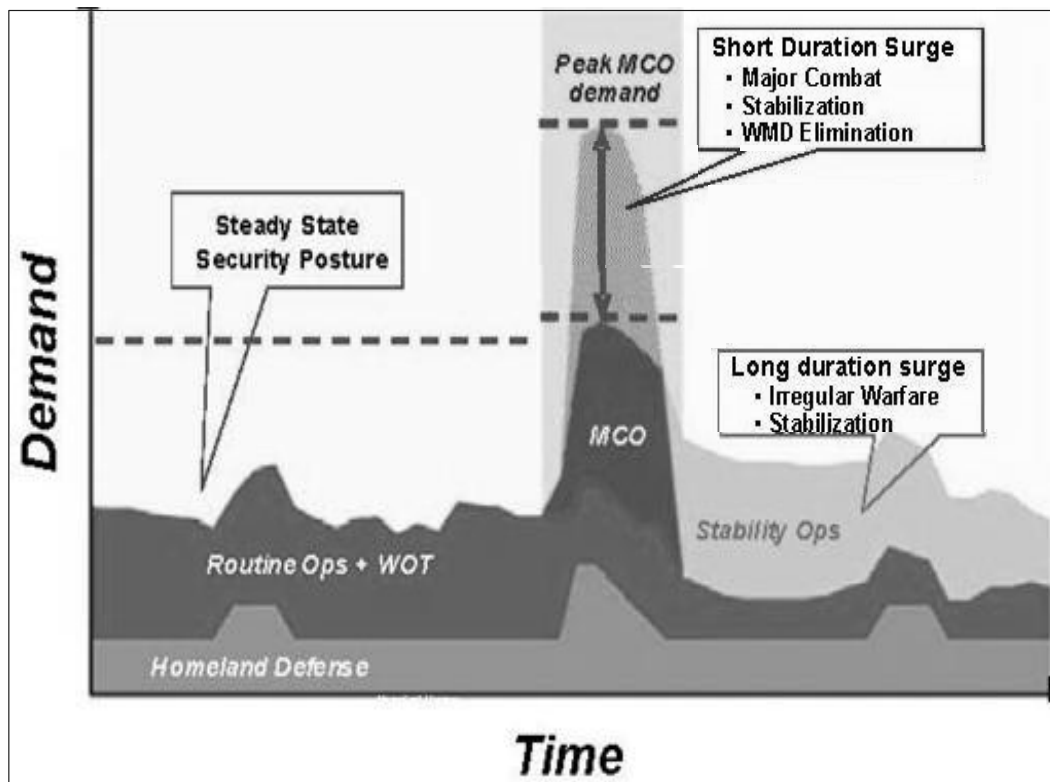 Peak MCO
demand
Short Duration Surge
· Major Combat
· Stabilization
· WMD Elimination
Steady State
Security Posture
Demand
Long duration surge
· Irregular Warfare
· Stabilization
MCO
Stability Ops
Routine Ops + WOT
Homeland Defense
Time